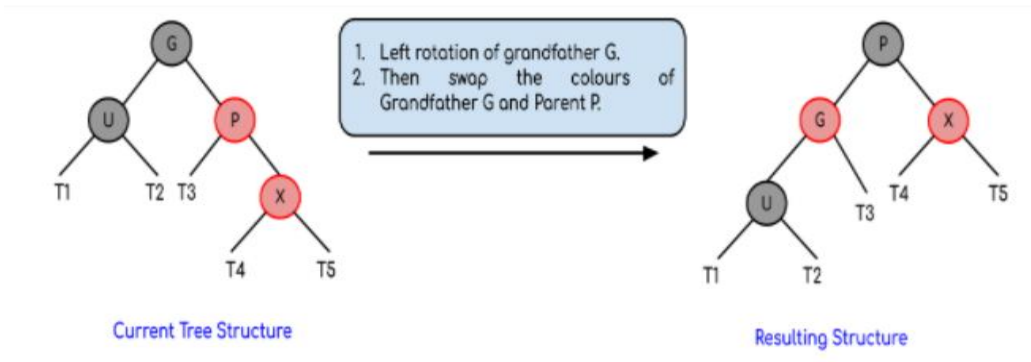 G
U
P
T1
T2
T3
X
T4
T5
Current Tree Structure
1. Left rotation of grandfather G.
2. Then swap the colours of
Grandfather G and Parent P.
P
G
X
U
T3
T4
T5
T1
T2
Resulting Structure